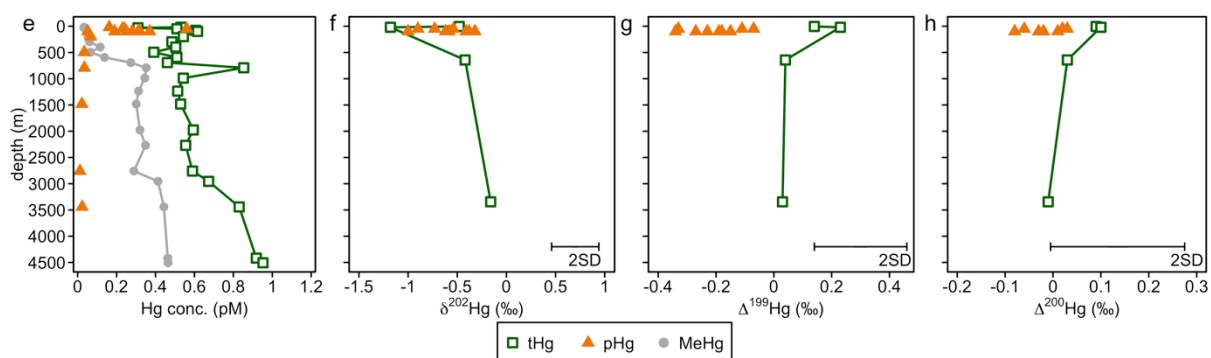 e
f
g
h
depth (m)
0
500
1000
1500
2000
2500
3000
3500
4000
4500
0 0.2 0.4 0.6 0.8 1 1.2
Hg conc. (pM)
-1.5 -1 -0.5 0 0.5 1
δ²⁰²Hg (‰)
2SD
-0.4 -0.2 0 0.2 0.4
Δ¹⁹⁹Hg (‰)
2SD
-0.2 -0.1 0 0.1 0.2 0.3
Δ²⁰⁰Hg (‰)
2SD
tHg pHg MeHg